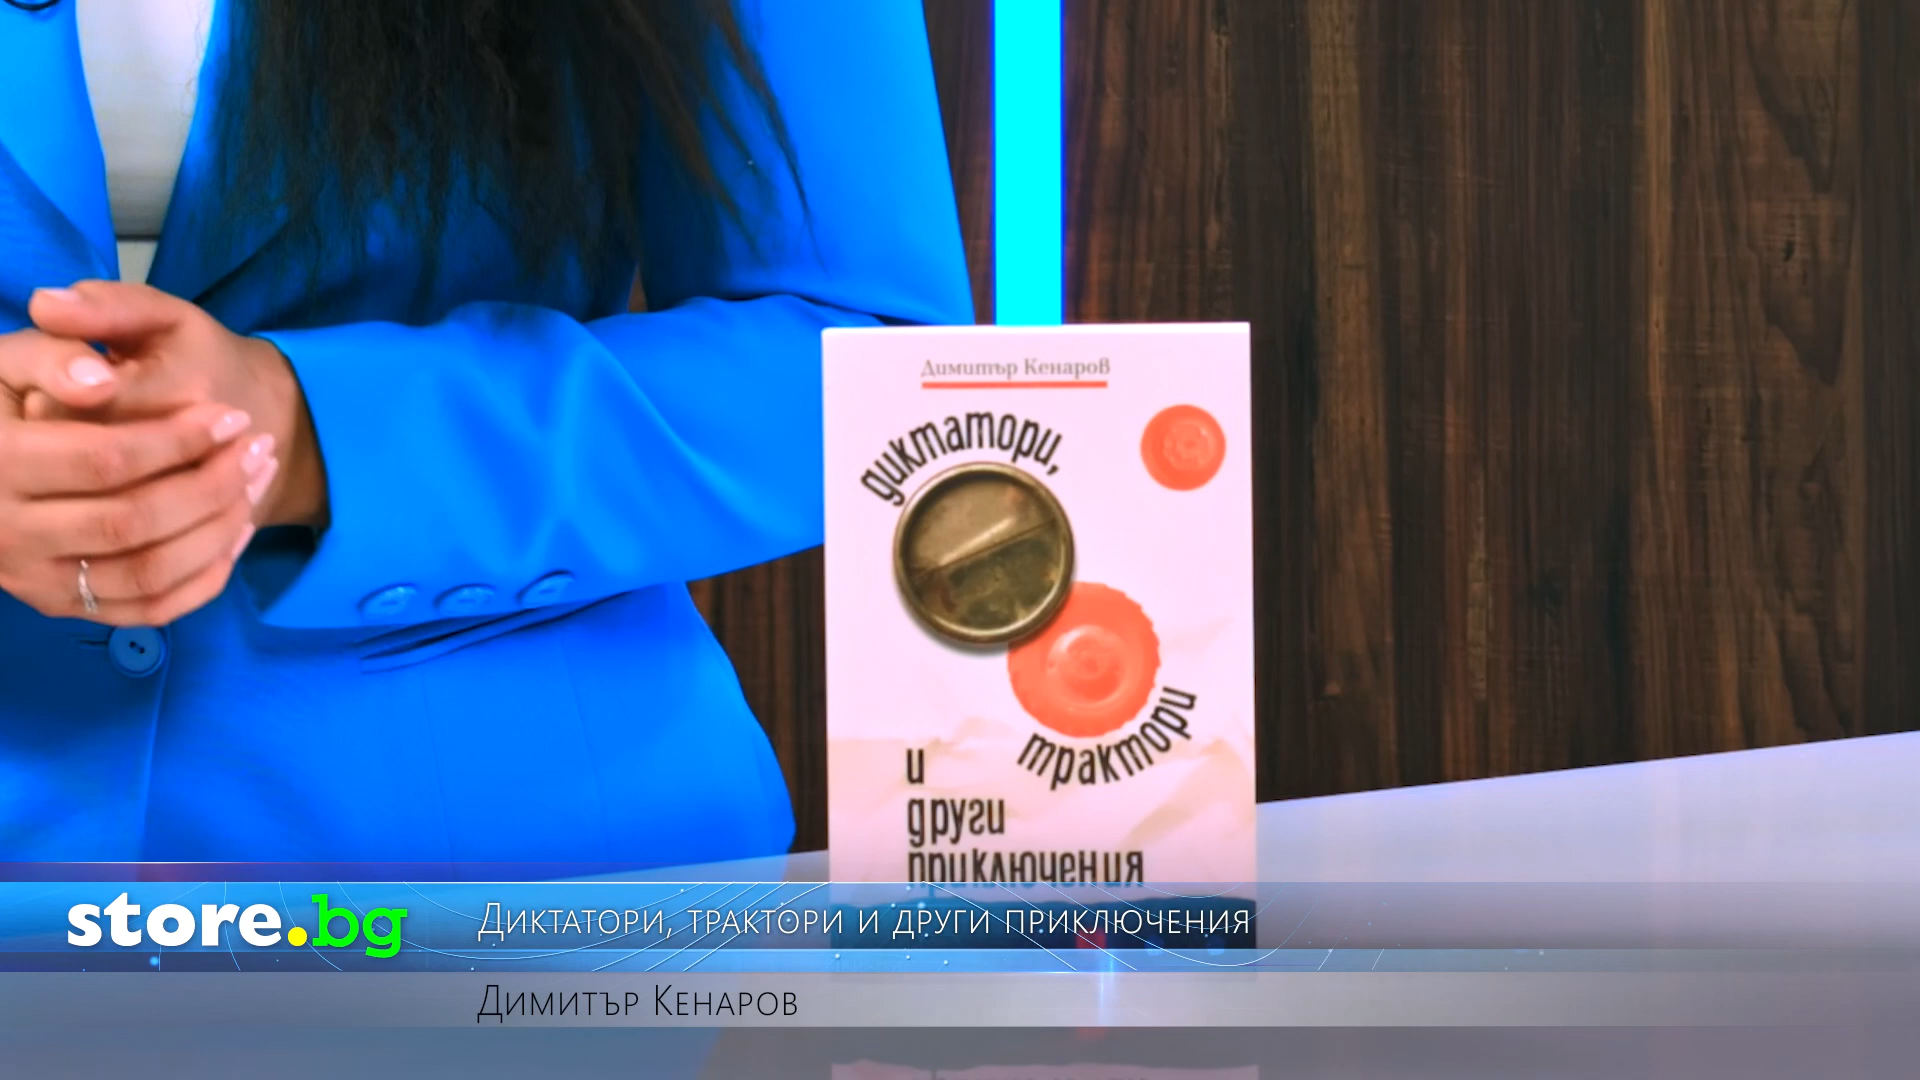 Димитър Кенаров
диктатори,
трактори
и
други
приключения
store.bg
Диктатори, трактори и други приключения
Димитър Кенаров